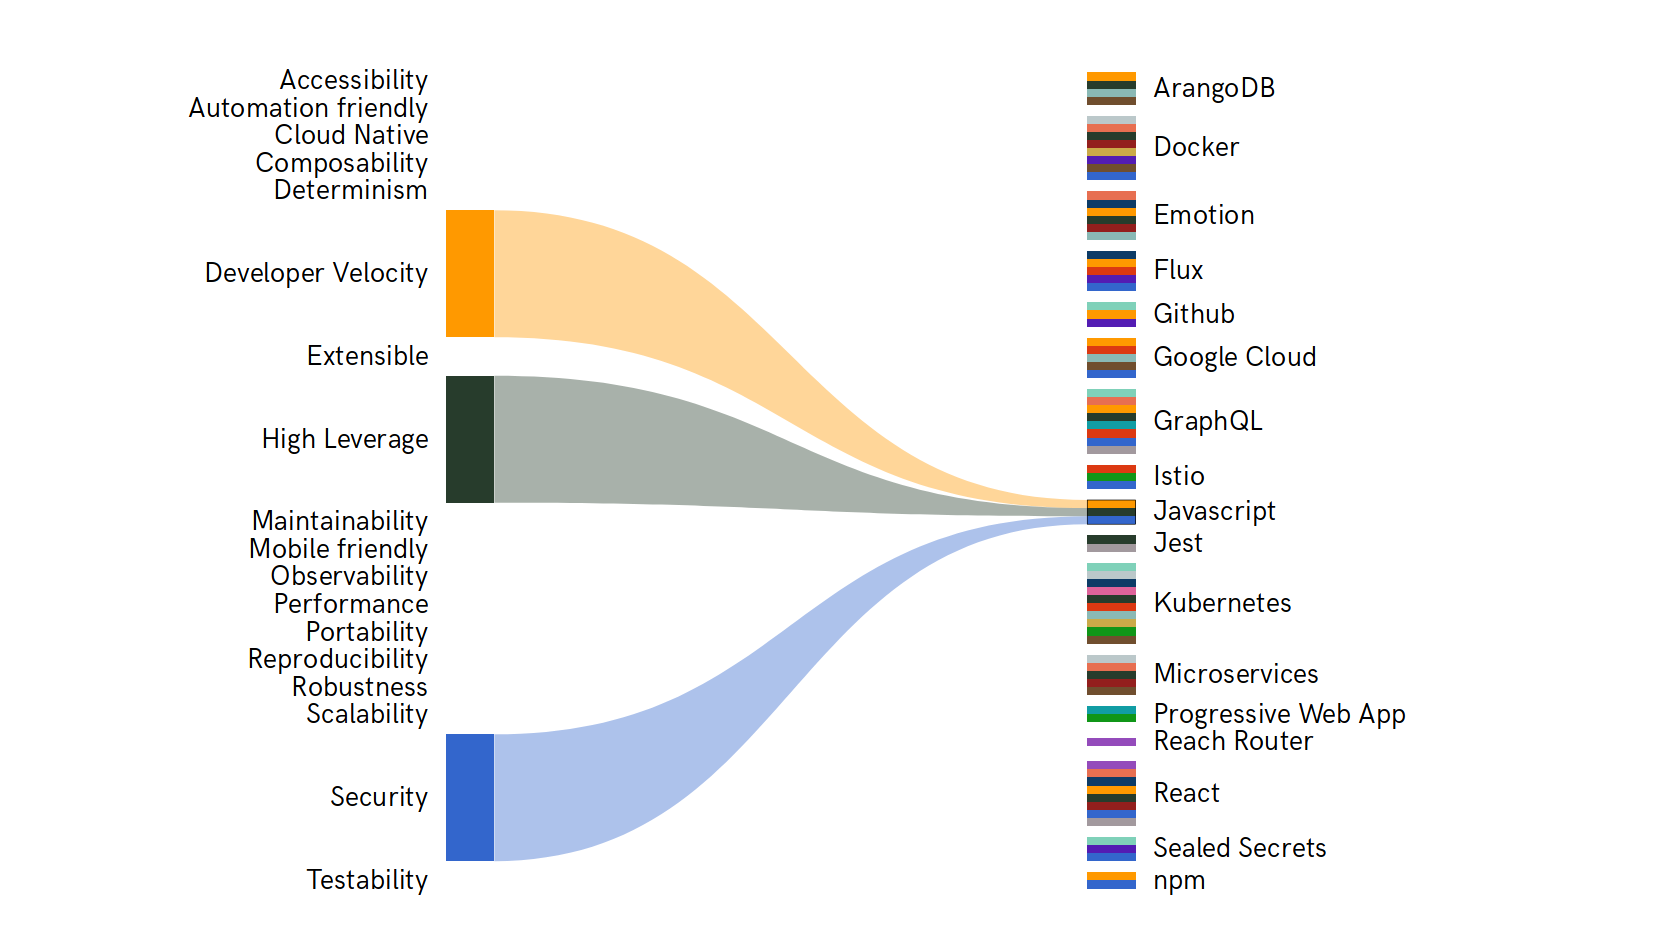 Accessibility
Automation friendly
Cloud Native
Composability
Determinism
Developer Velocity
Extensible
High Leverage
Maintainability
Mobile friendly
Observability
Performance
Portability
Reproducibility
Robustness
Scalability
Security
Testability
ArangoDB
Docker
Emotion
Flux
Github
Google Cloud
GraphQL
Istio
Javascript
Jest
Kubernetes
Microservices
Progressive Web App
Reach Router
React
Sealed Secrets
npm